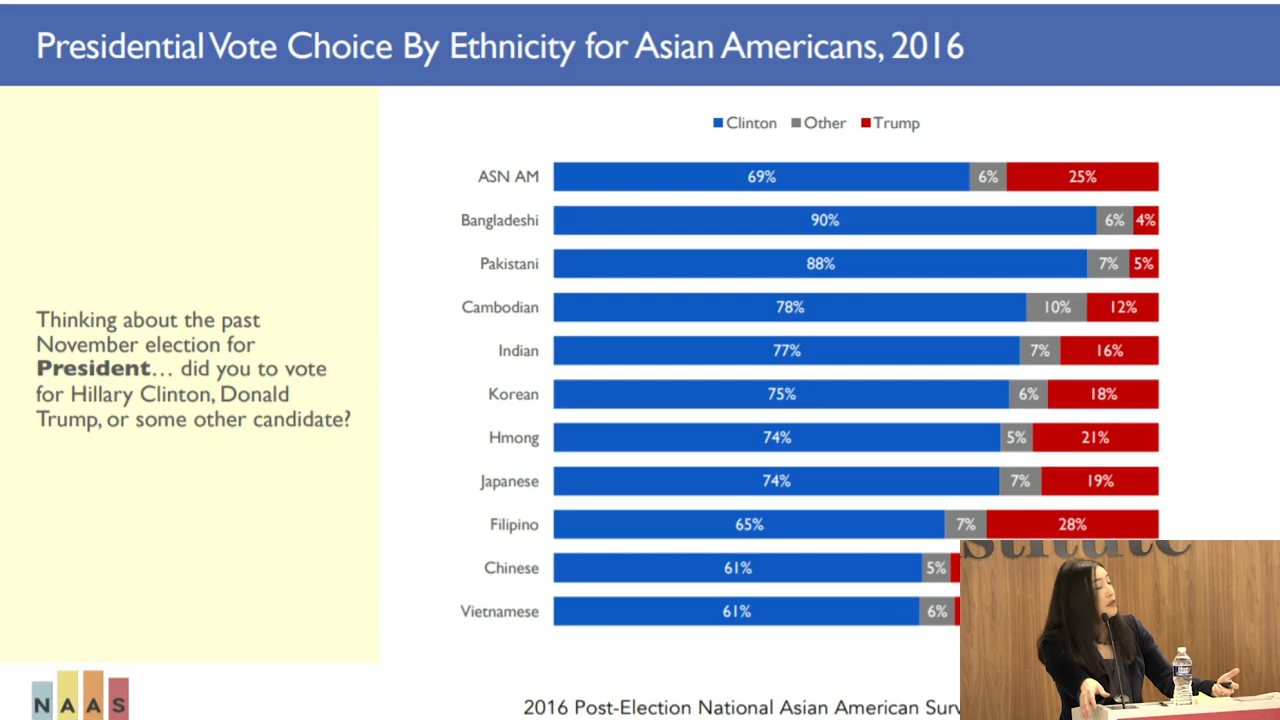 Presidential Vote Choice By Ethnicity for Asian Americans, 2016
Clinton Other Trump
ASN AM 69% 6% 25%
Bangladeshi 90% 6% 4%
Pakistani 88% 7% 5%
Cambodian 78% 10% 12%
Indian 77% 7% 16%
Korean 75% 6% 18%
Hmong 74% 5% 21%
Japanese 74% 7% 19%
Filipino 65% 7% 28%
Chinese 61% 5%
Vietnamese 61% 6%
Thinking about the past
November election for
President... did you to vote
for Hillary Clinton, Donald
Trump, or some other candidate?
NAAS
2016 Post-Election National Asian American Surv
stitute